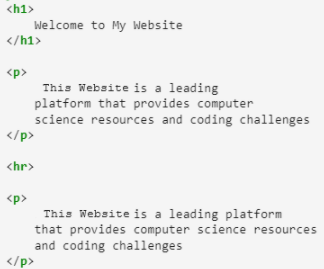 <h1>
Welcome to My Website
</h1>
<p>
This Website is a leading
platform that provides computer
science resources and coding challenges
</p>
<hr>
<p>
This Website is a leading platform
that provides computer science resources
and coding challenges
</p>